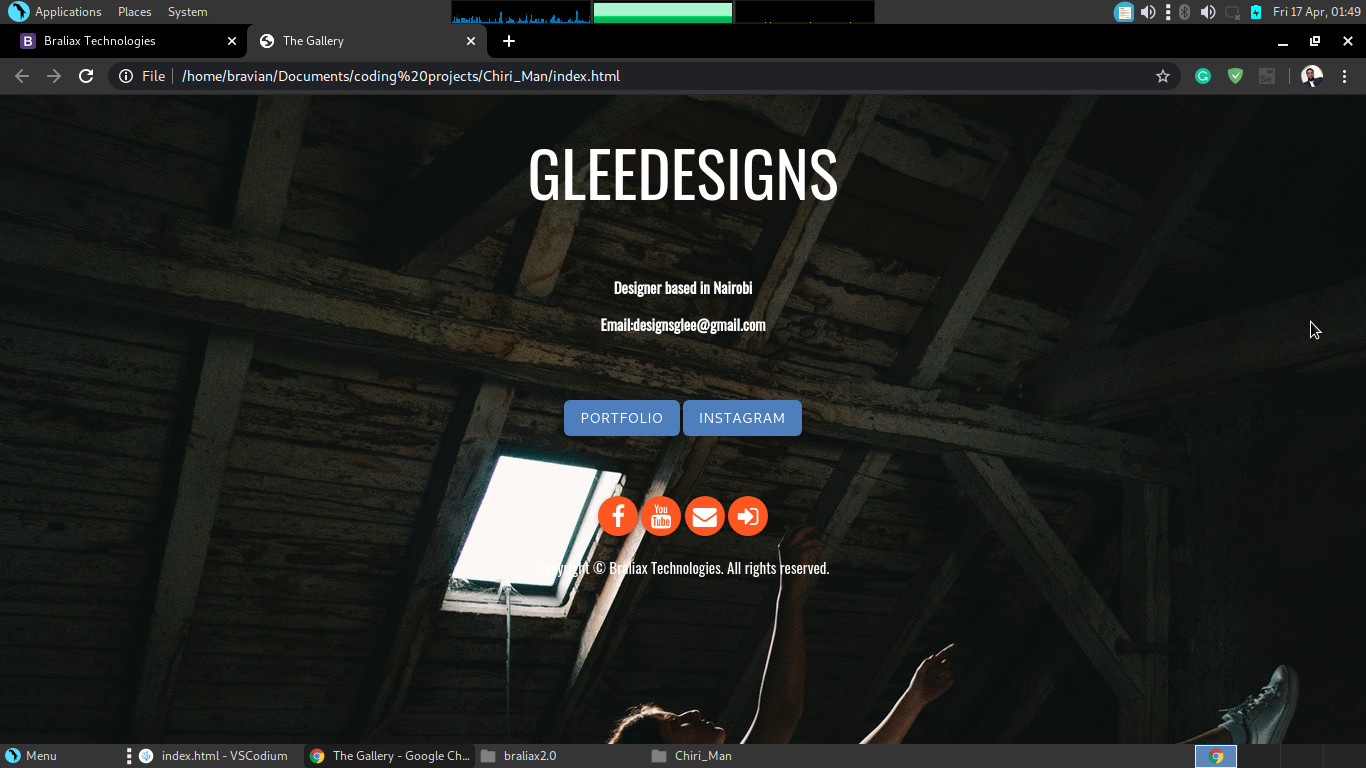 Applications Places System Fri 17 Apr, 01:49
B Braliax Technologies The Gallery
File /home/bravian/Documents/coding%20projects/Chiri_Man/index.html
GLEEDESIGNS
Designer based in Nairobi
Email:designsglee@gmail.com
PORTFOLIO INSTAGRAM
You
Tube
Copyright © Braliax Technologies. All rights reserved.
Menu index.html - VSCodium The Gallery - Google Ch... braliax2.0 Chiri_Man